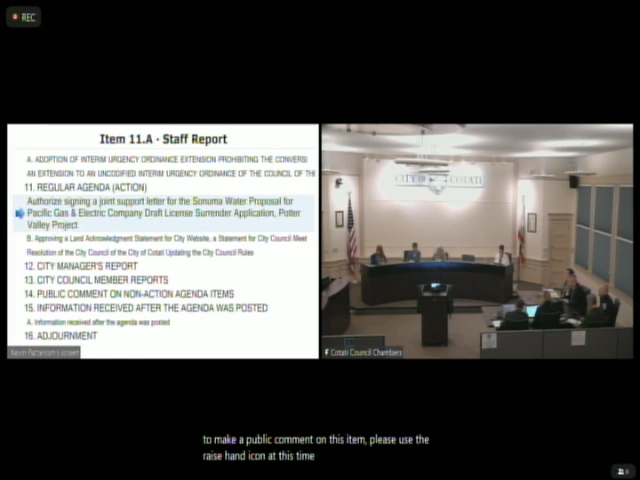 REC
Item 11.A - Staff Report
A. ADOPTION OF INTERIM URGENCY ORDINANCE EXTENSION PROHIBITING THE CONVERSI
AN EXTENSION TO AN UNCODIFIED INTERIM URGENCY ORDINANCE OF THE COUNCIL OF TH
11. REGULAR AGENDA (ACTION)
Authorize signing a joint support letter for the Sonoma Water Proposal for
Pacific Gas & Electric Company Draft License Surrender Application, Potter
Valley Project
B. Approving a Land Acknowledgment Statement for City Website, a Statement for City Council Meet
Resolution of the City Council of the City of Cotati Updating the City Council Rules
12. CITY MANAGER'S REPORT
13. CITY COUNCIL MEMBER REPORTS
14. PUBLIC COMMENT ON NON-ACTION AGENDA ITEMS
15. INFORMATION RECEIVED AFTER THE AGENDA WAS POSTED
A. Information received after the agenda was posted
16. ADJOURNMENT
Kevin Patterson's screen
CITY OF COTATI
Cotati Council Chambers
to make a public comment on this item, please use the
raise hand icon at this time